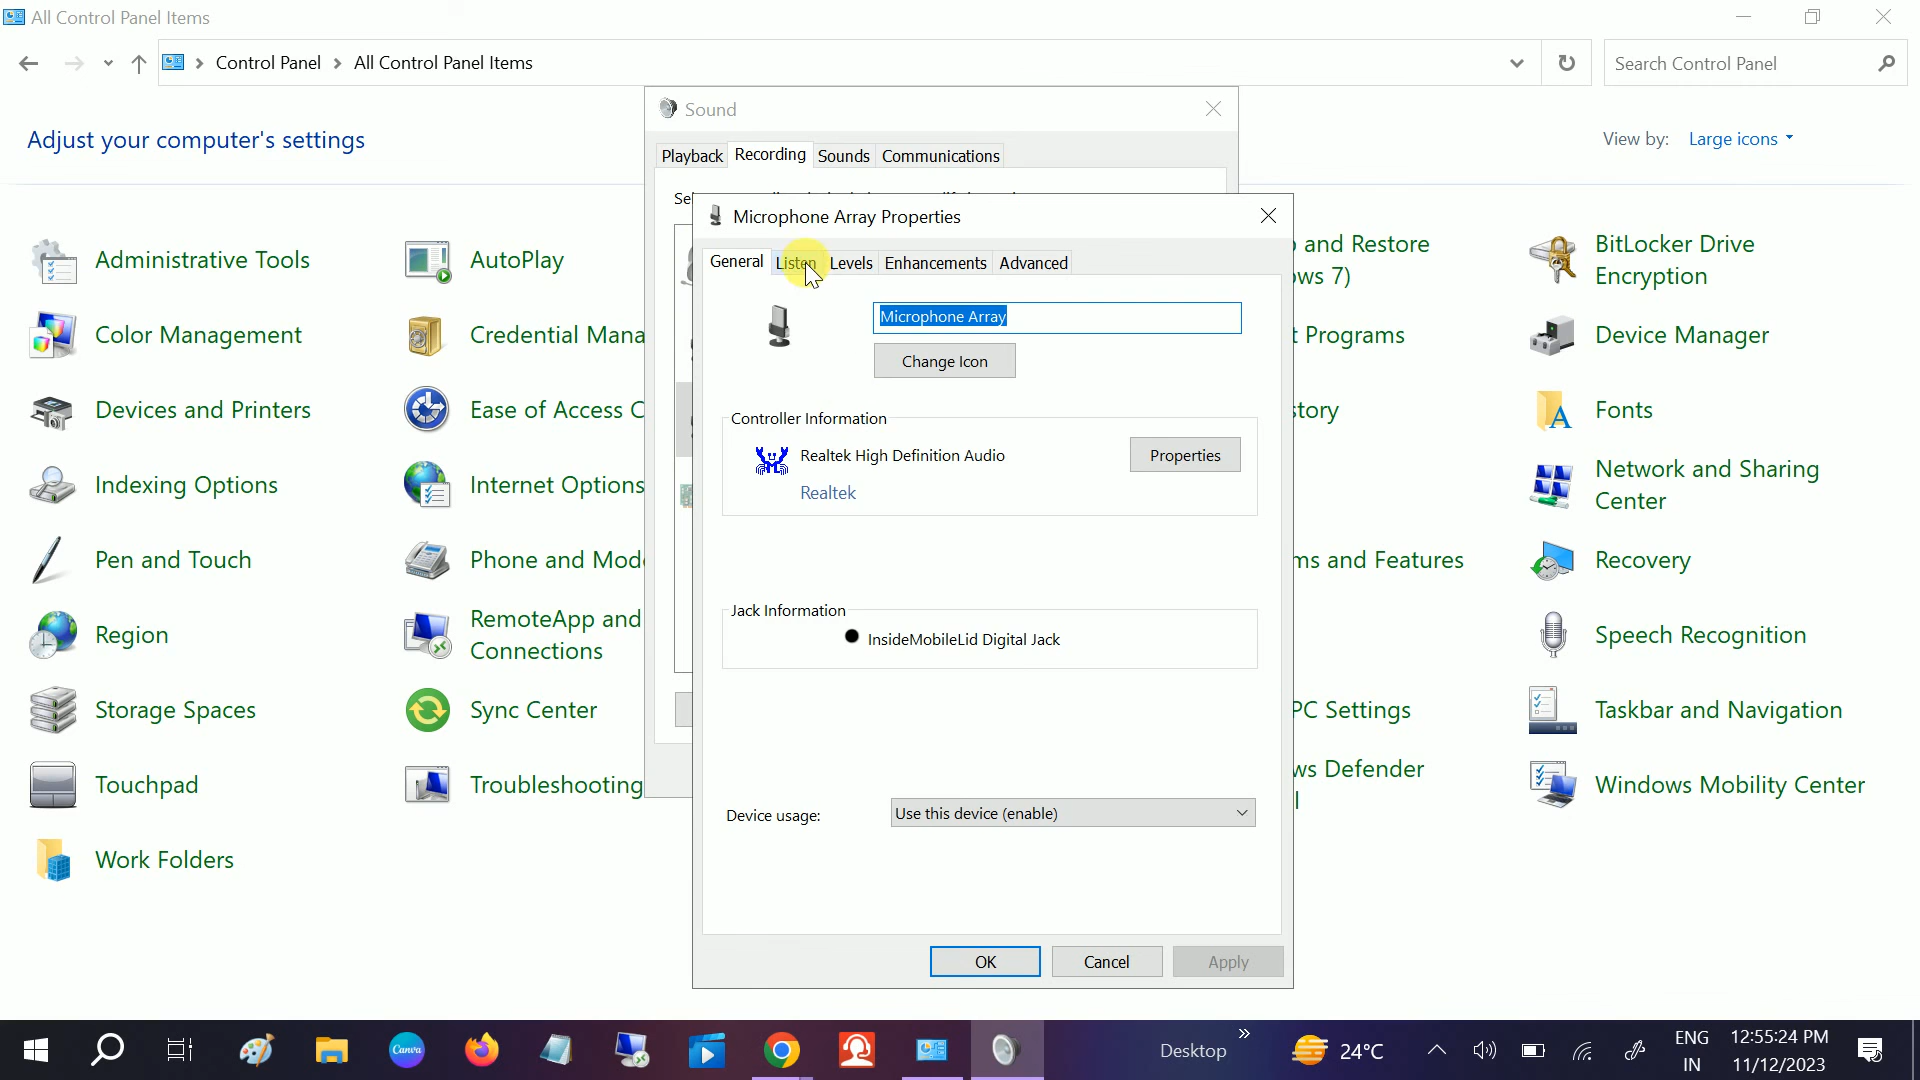 All Control Panel Items
Control Panel > All Control Panel Items
Search Control Panel
Adjust your computer's settings
View by: Large icons
Sound
Playback Recording Sounds Communications
Microphone Array Properties
General Listen Levels Enhancements Advanced
Microphone Array
Change Icon
Controller Information
Realtek High Definition Audio
Properties
Realtek
Jack Information
InsideMobileLid Digital Jack
Device usage:
Use this device (enable)
OK Cancel Apply
Administrative Tools
AutoPlay
and Restore
7)
BitLocker Drive
Encryption
Color Management
Credential Mana
Programs
Device Manager
Devices and Printers
Ease of Access C
story
Fonts
Indexing Options
Internet Options
Network and Sharing
Center
Pen and Touch
Phone and Mod
ms and Features
Recovery
Region
RemoteApp and
Connections
Speech Recognition
Storage Spaces
Sync Center
PC Settings
Taskbar and Navigation
Touchpad
Troubleshooting
ws Defender
Windows Mobility Center
Work Folders
Canva
Desktop
24°C
ENG
IN
12:55:24 PM
11/12/2023